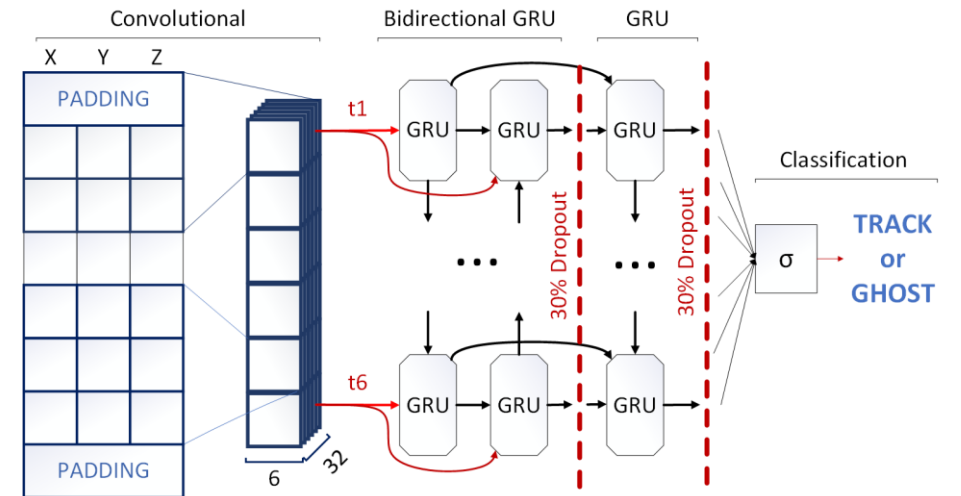 Convolutional
Bidirectional GRU
GRU
X Y Z
PADDING
t1
GRU
GRU
GRU
Classification
30% Dropout
30% Dropout
σ
TRACK
or
GHOST
...
...
t6
GRU
GRU
GRU
PADDING
6
32